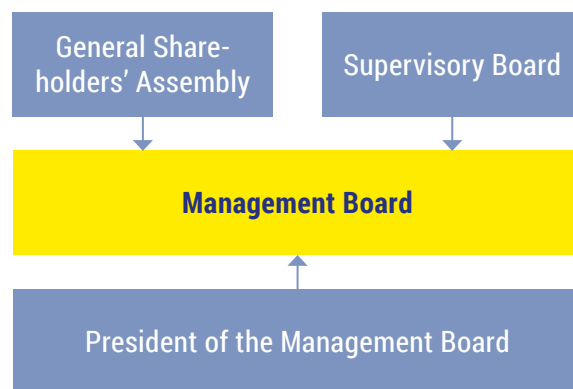 General Share-
holders’ Assembly
Supervisory Board
Management Board
President of the Management Board